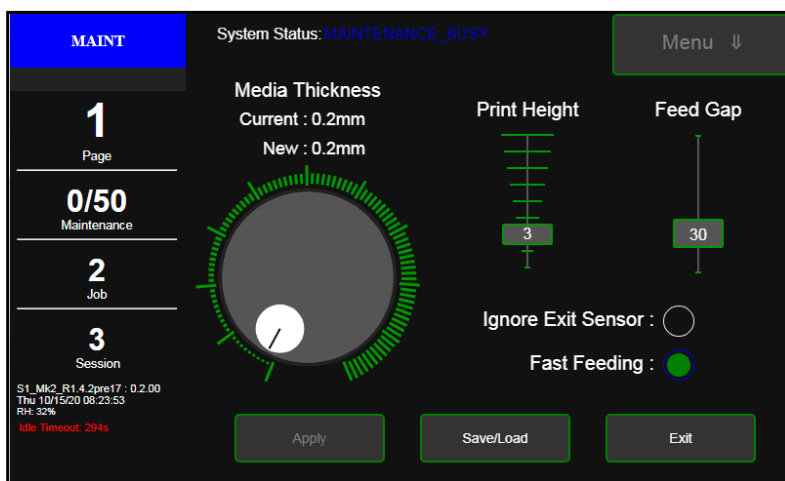 MAINT
System Status: MAINTENANCE_BUSY
Menu ⇓
1
Page
0/50
Maintenance
2
Job
3
Session
S1_Mk2_R1.4.2pre17 : 0.2.00
Thu 10/15/20 08:23:53
RH: 32%
Idle Timeout: 294s
Media Thickness
Current : 0.2mm
New : 0.2mm
Print Height
3
Feed Gap
30
Ignore Exit Sensor :
Fast Feeding :
Apply
Save/Load
Exit